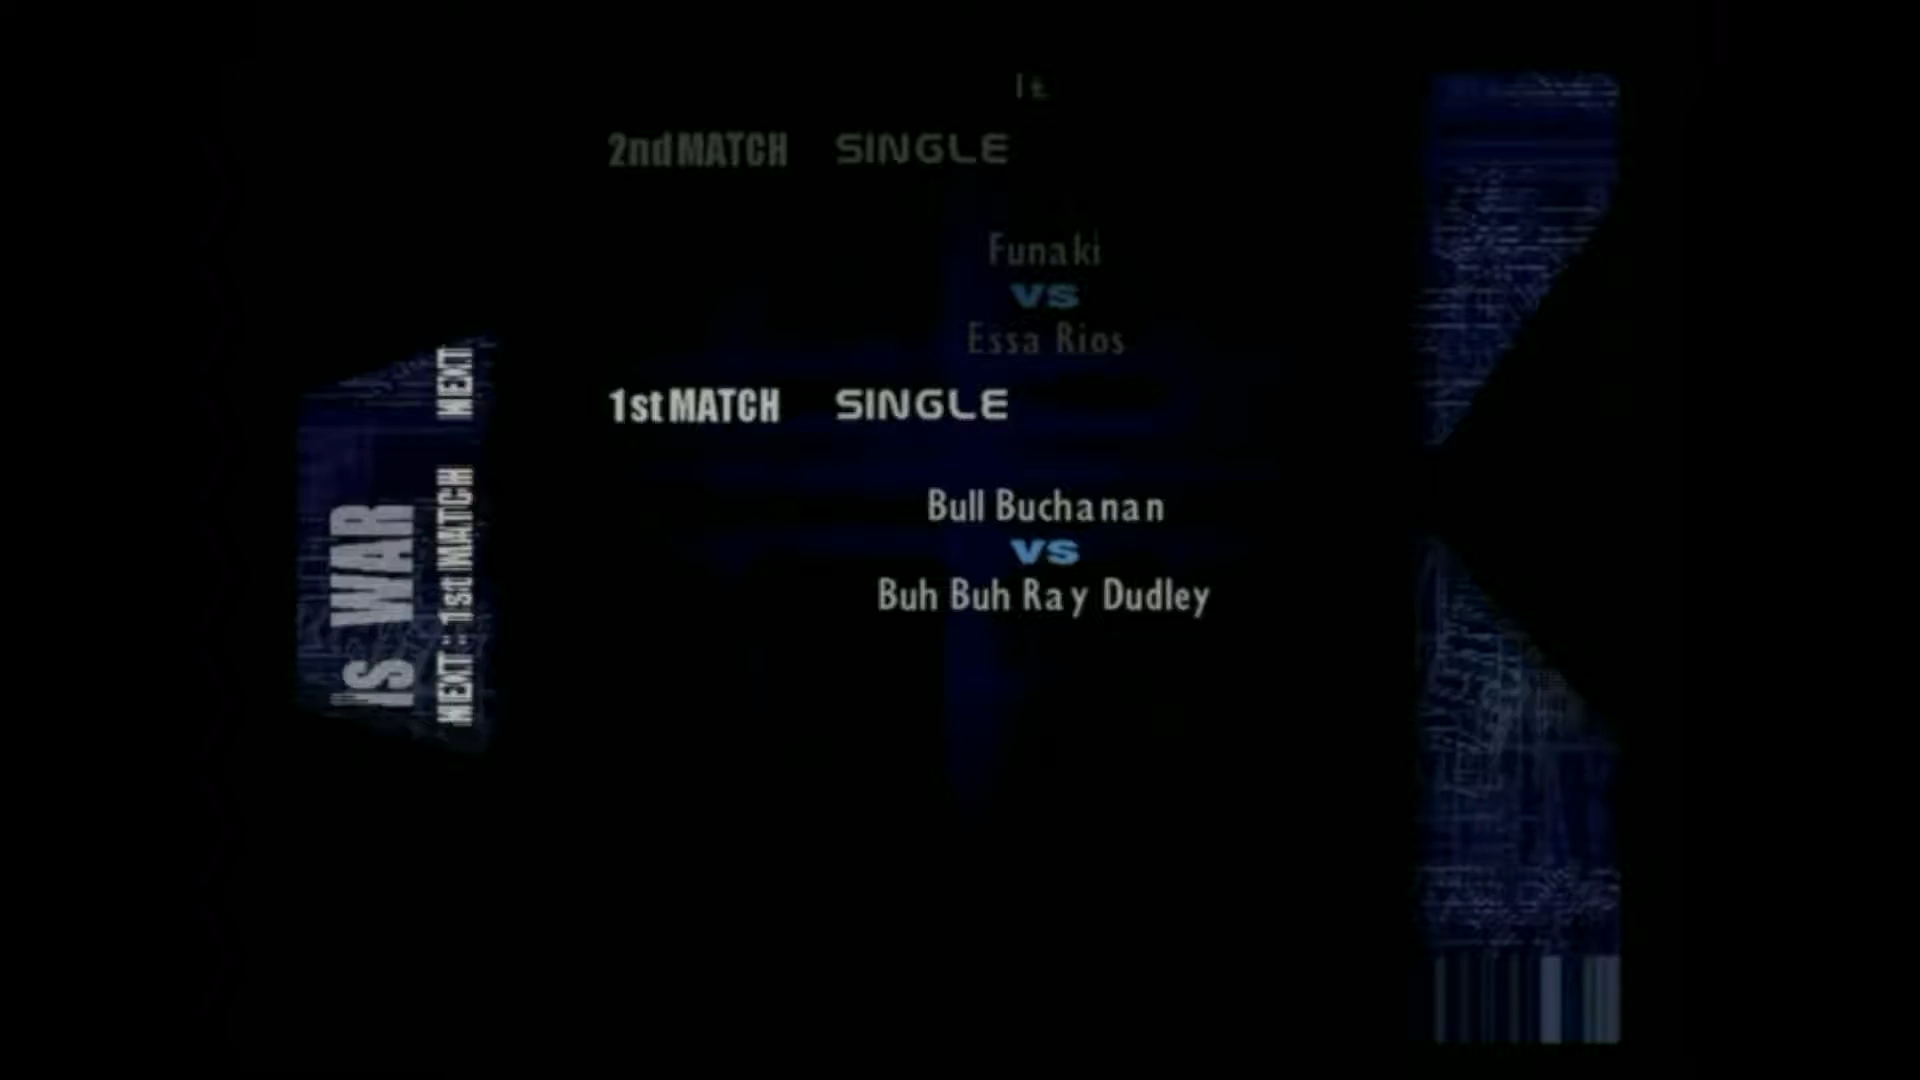 2nd MATCH SINGLE
Funaki
VS
Essa Rios
1st MATCH SINGLE
Bull Buchanan
VS
Buh Buh Ray Dudley
IS WAR
NEXT : 1st MATCH NEXT